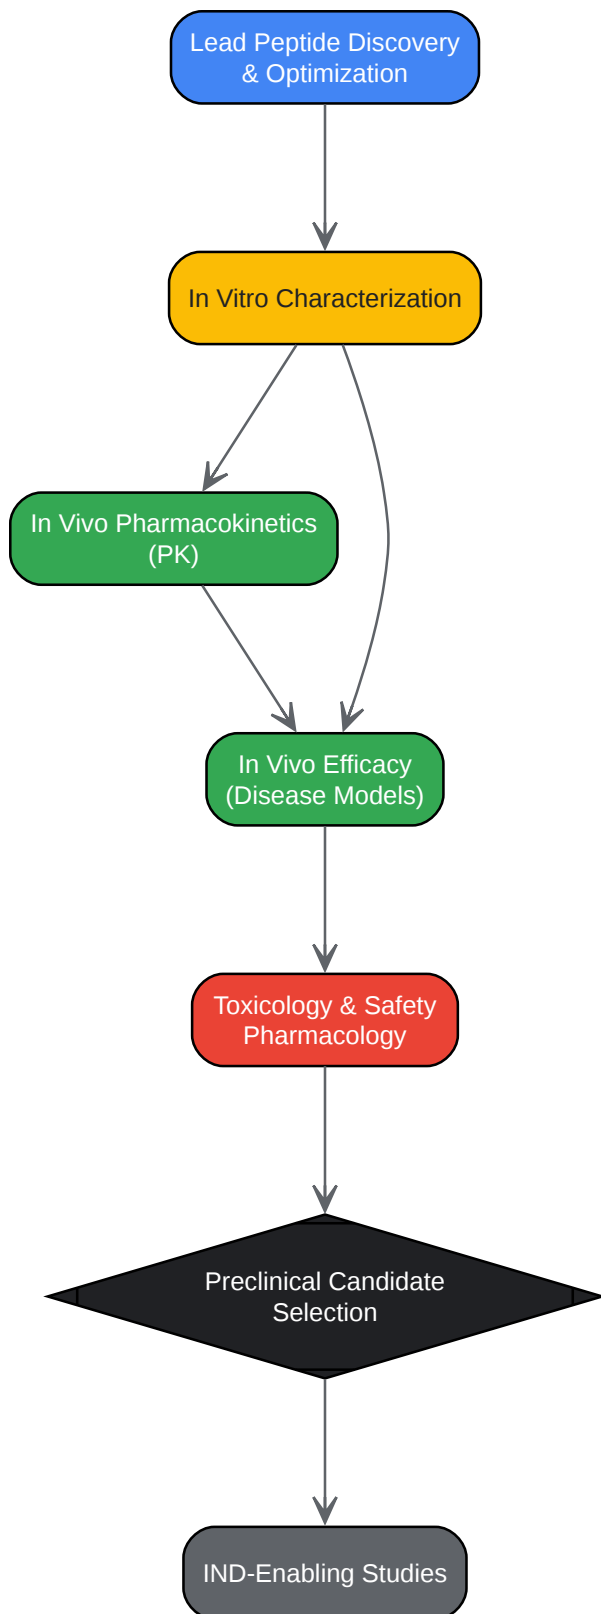 Lead Peptide Discovery
& Optimization
In Vitro Characterization
In Vivo Pharmacokinetics
(PK)
In Vivo Efficacy
(Disease Models)
Toxicology & Safety
Pharmacology
Preclinical Candidate
Selection
IND-Enabling Studies